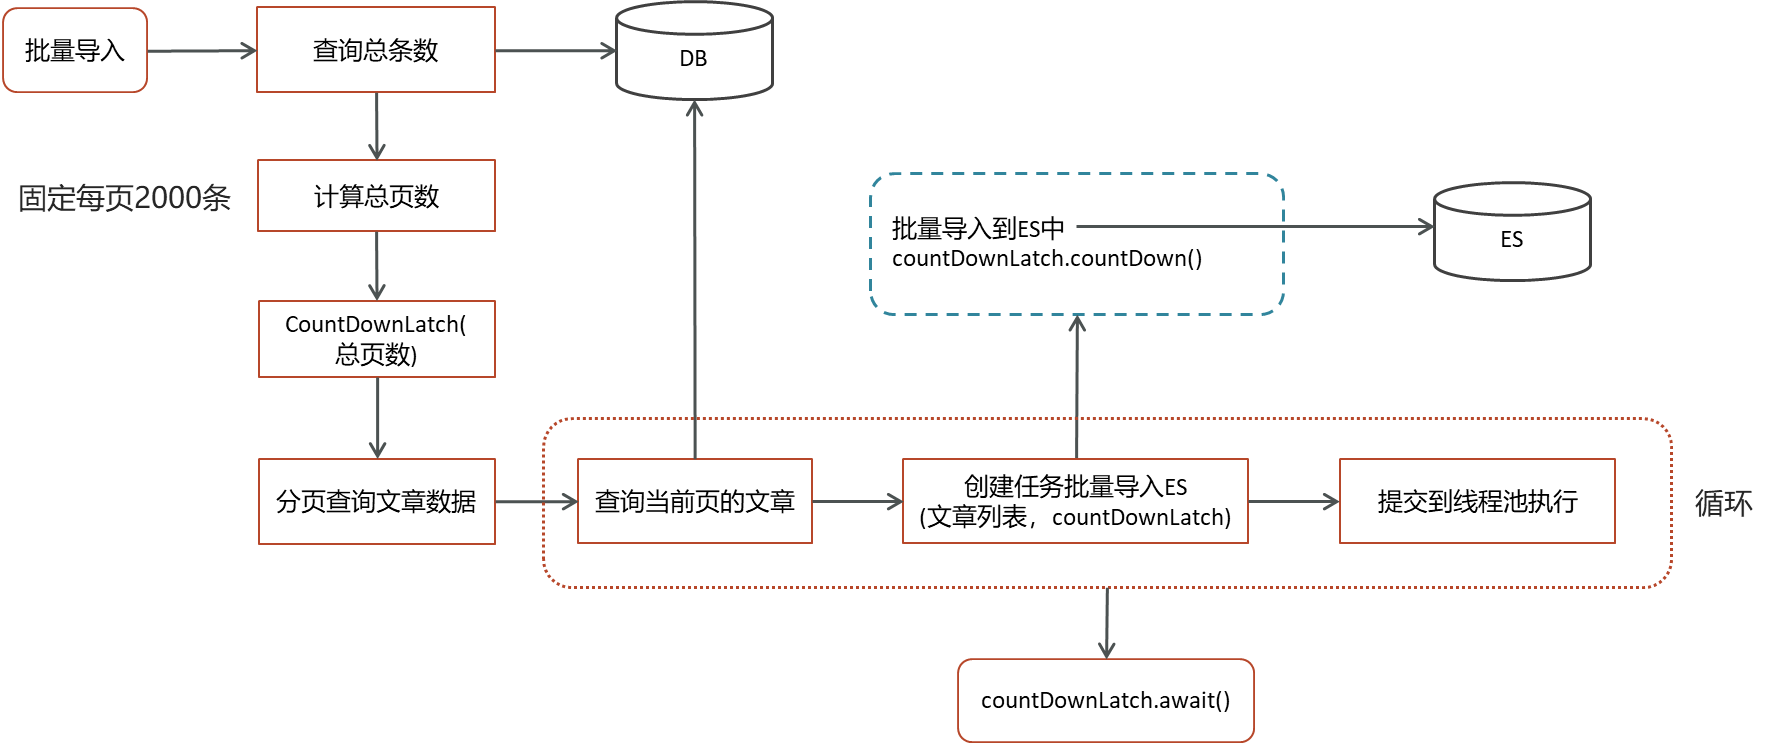 批量导入
查询总条数
DB
固定每页2000条
计算总页数
批量导入到ES中
countDownLatch.countDown()
ES
CountDownLatch(
总页数)
分页查询文章数据
查询当前页的文章
创建任务批量导入ES
(文章列表，countDownLatch)
提交到线程池执行
循环
countDownLatch.await()